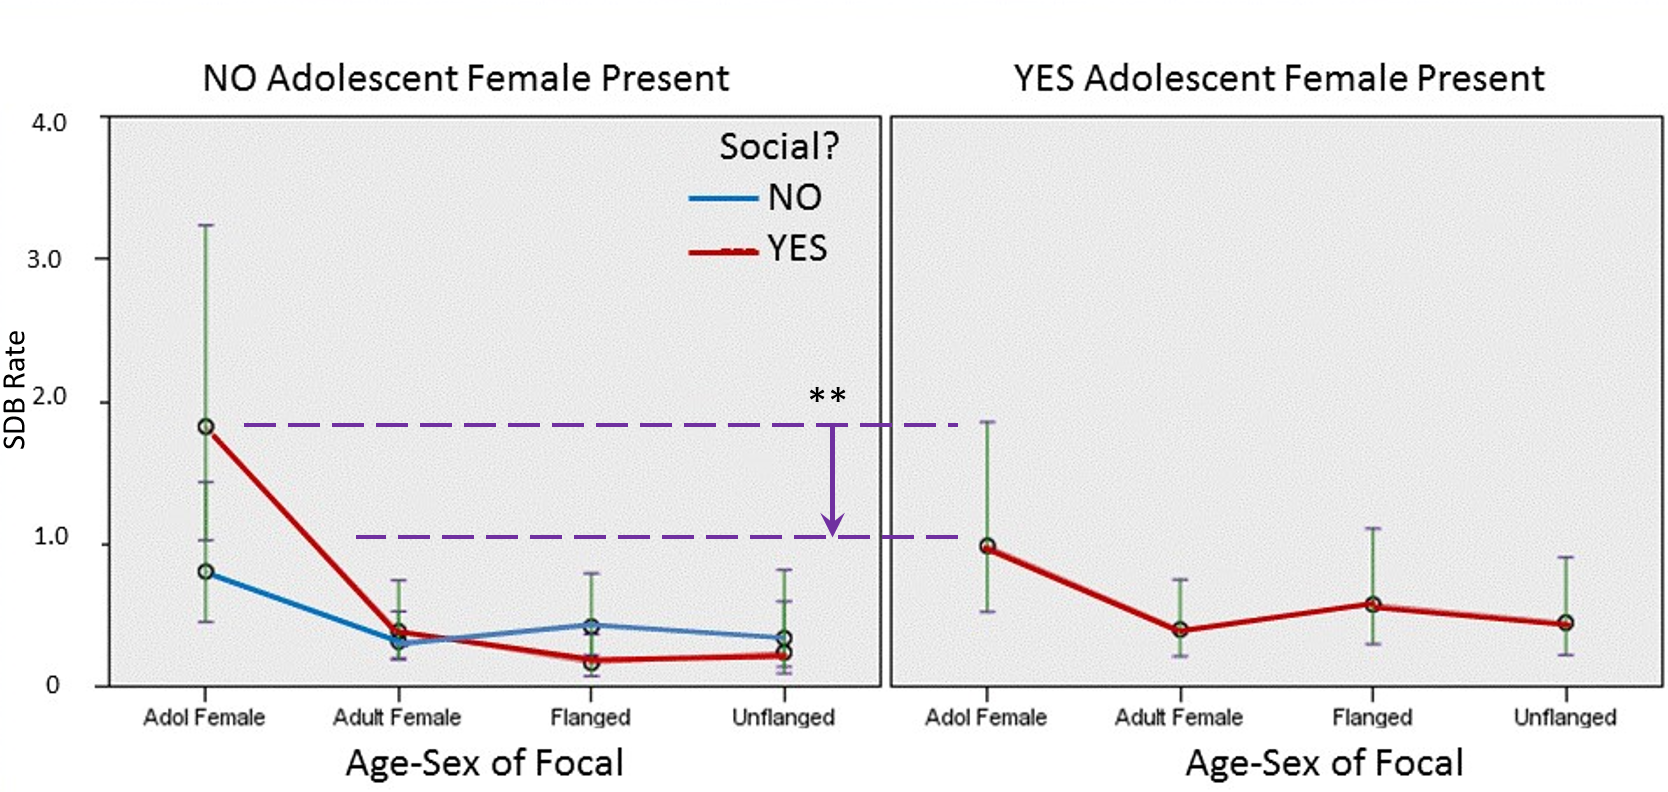 NO Adolescent Female Present
YES Adolescent Female Present
4.0
3.0
2.0
1.0
0
SDB Rate
Social?
NO
YES
**
Adol Female
Adult Female
Flanged
Unflanged
Adol Female
Adult Female
Flanged
Unflanged
Age-Sex of Focal
Age-Sex of Focal